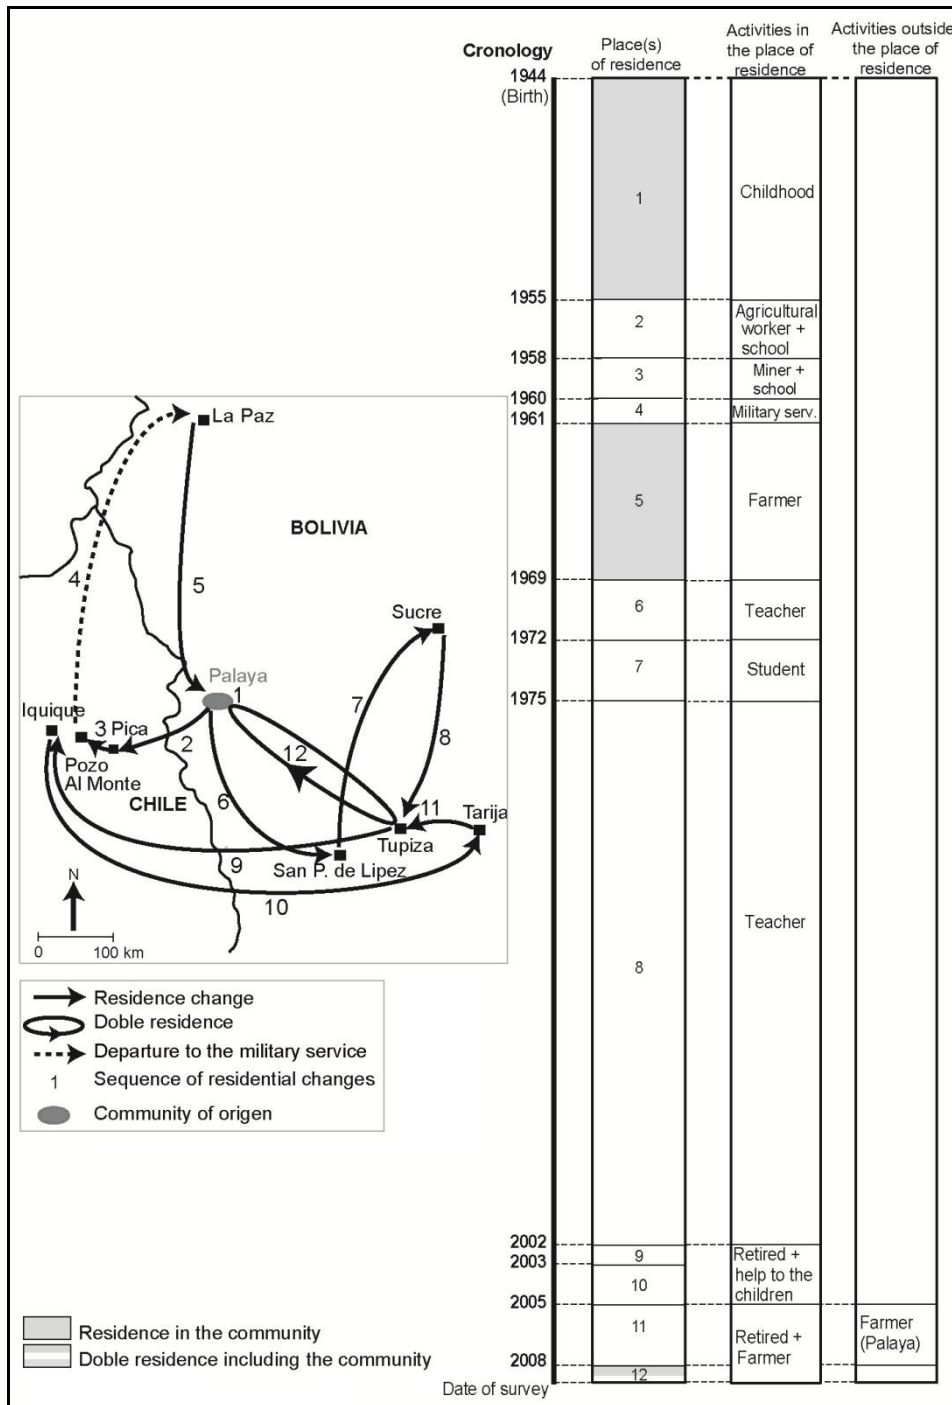 Cronology
Place(s)
of residence
Activities in
the place of
residence
Activities outside
the place of
residence
1944
(Birth)
1
Childhood
1955
2
Agricultural
worker +
school
1958
3
Miner +
school
1960
4
Military serv.
1961
5
Farmer
1969
6
Teacher
1972
7
Student
1975
8
Teacher
2002
9
2003
Retired +
help to the
children
10
2005
11
Retired +
Farmer
Farmer
(Palaya)
2008
12
Date of survey
La Paz
BOLIVIA
4
5
Sucre
Palaya
1
Iquique
3 Pica
Pozo
Al Monte
2
7
8
12
CHILE
6
11
Tarija
Tupiza
9
San P. de Lipez
10
N
0
100 km
Residence change
Doble residence
Departure to the military service
1
Sequence of residential changes
Community of origen
Residence in the community
Doble residence including the community